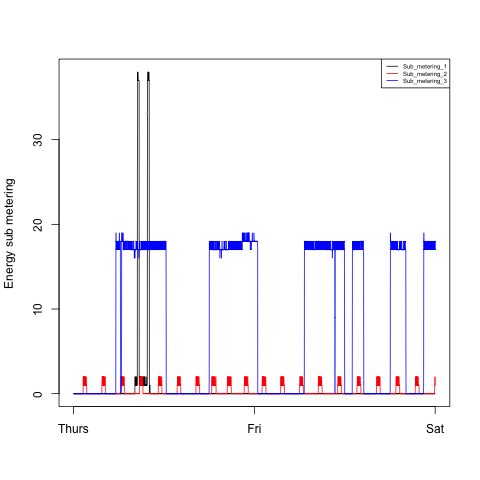 Sub_metering_1
Sub_metering_2
Sub_metering_3
Energy sub metering
30
20
10
0
Thurs Fri Sat